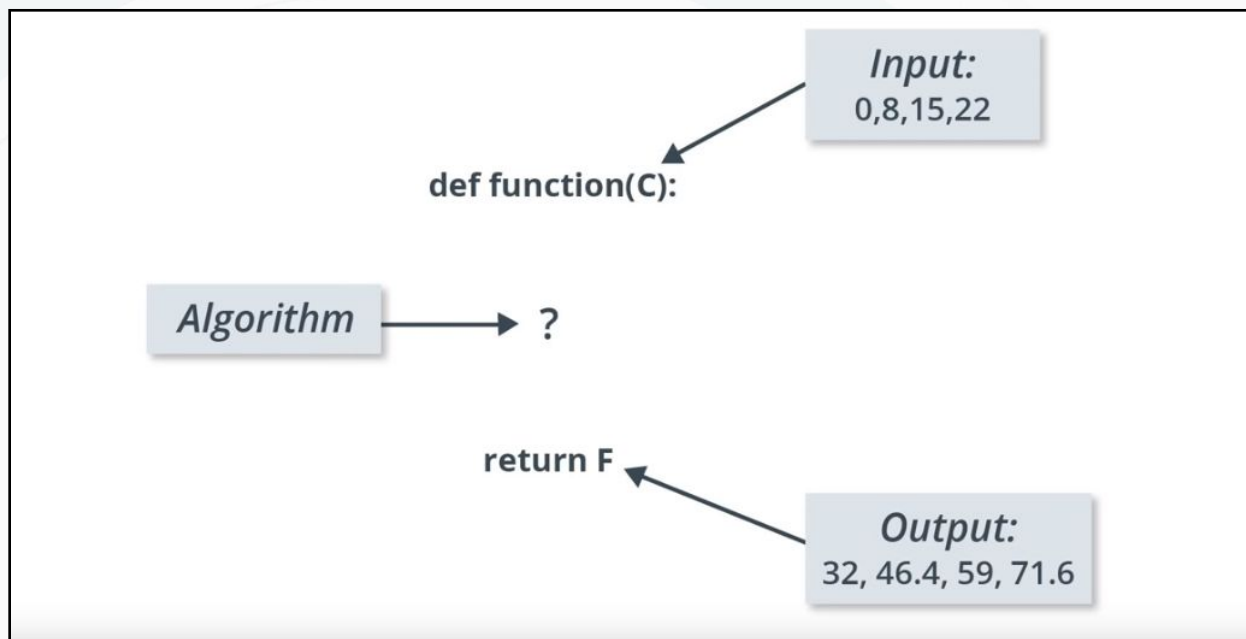 Input:
0,8,15,22
def function(C):
Algorithm
?
return F
Output:
32, 46.4, 59, 71.6